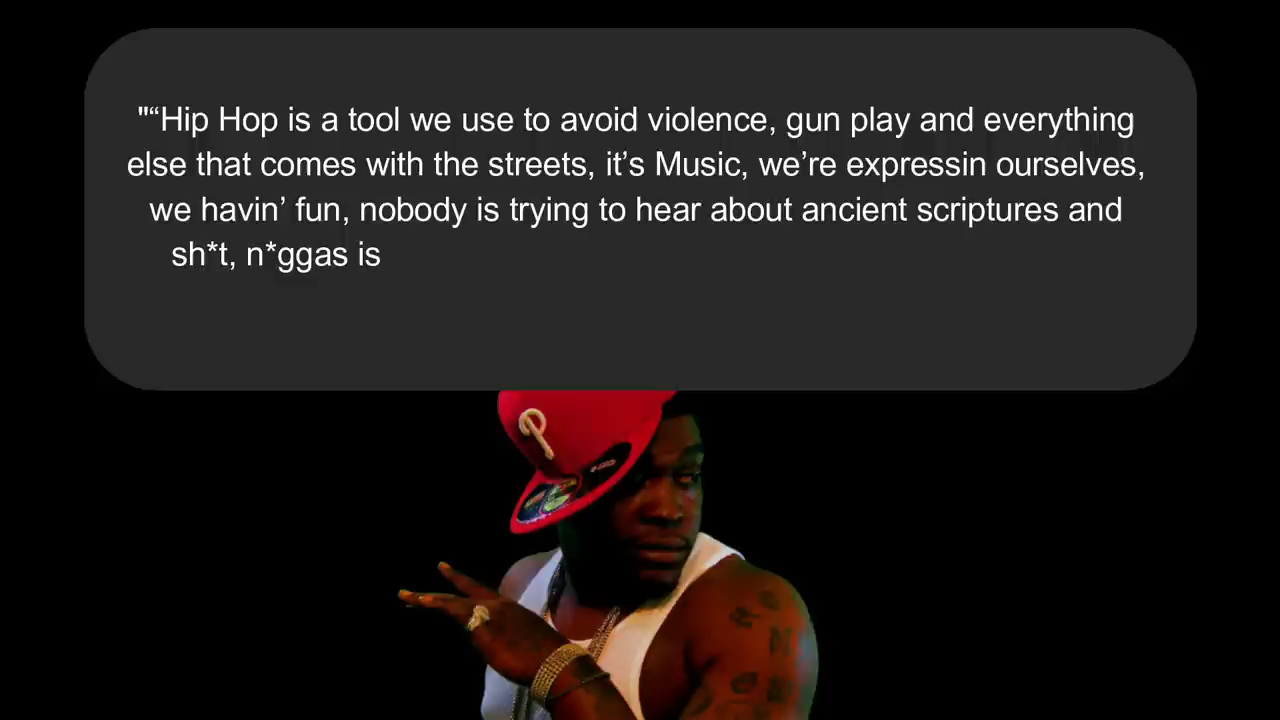 "“Hip Hop is a tool we use to avoid violence, gun play and everything
else that comes with the streets, it’s Music, we’re expressin ourselves,
we havin’ fun, nobody is trying to hear about ancient scriptures and
sh*t, n*ggas is
P